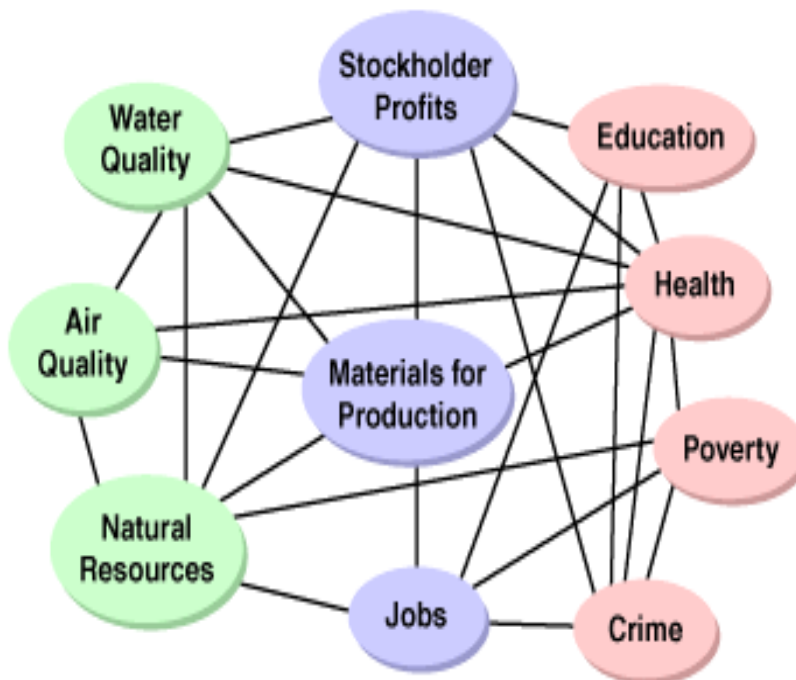 Stockholder
Profits
Water
Quality
Education
Health
Air
Quality
Materials for
Production
Poverty
Natural
Resources
Jobs
Crime